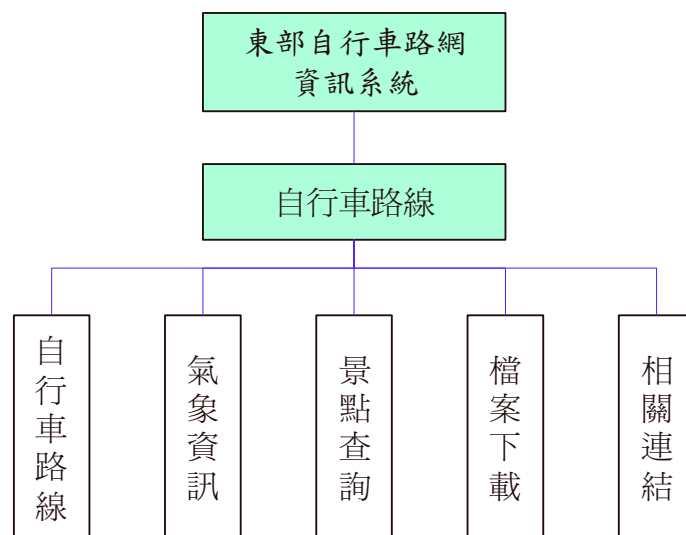 東部自行車路網
資訊系統
自行車路線
自行車路線
氣象資訊
景點查詢
檔案下載
相關連結